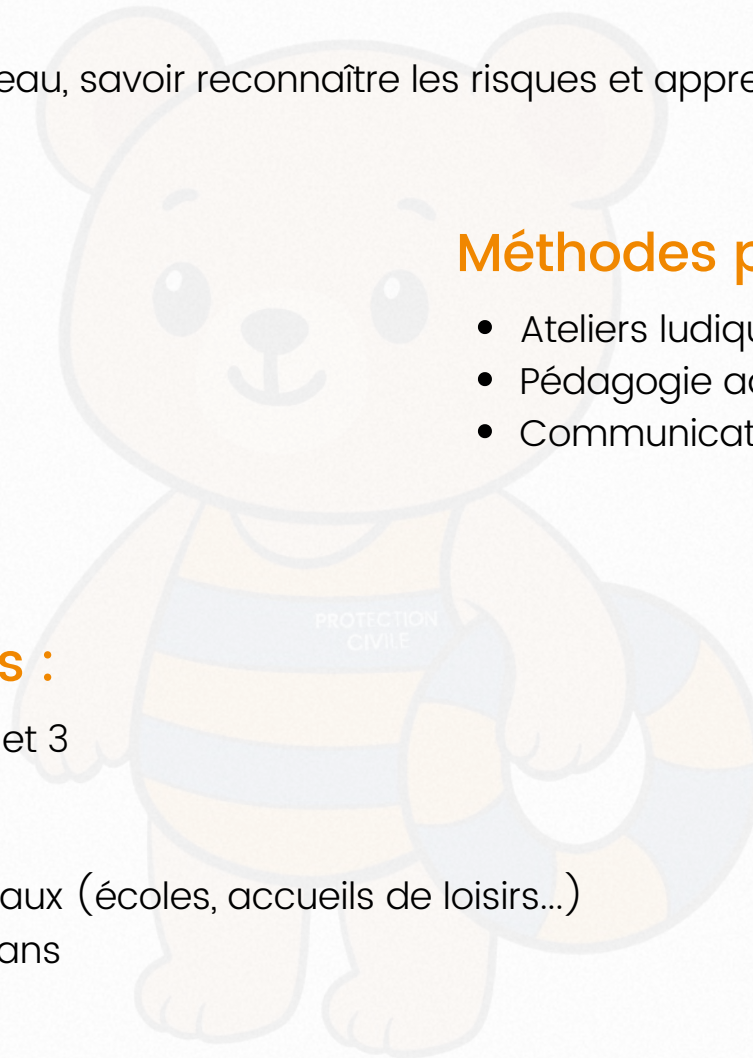 eau, savoir reconnaître les risques et appre
Méthodes p
Ateliers ludiqu
Pédagogie ac
Communicat
PROTECTION
CIVILE
s :
et 3
aux (écoles, accueils de loisirs...)
ans